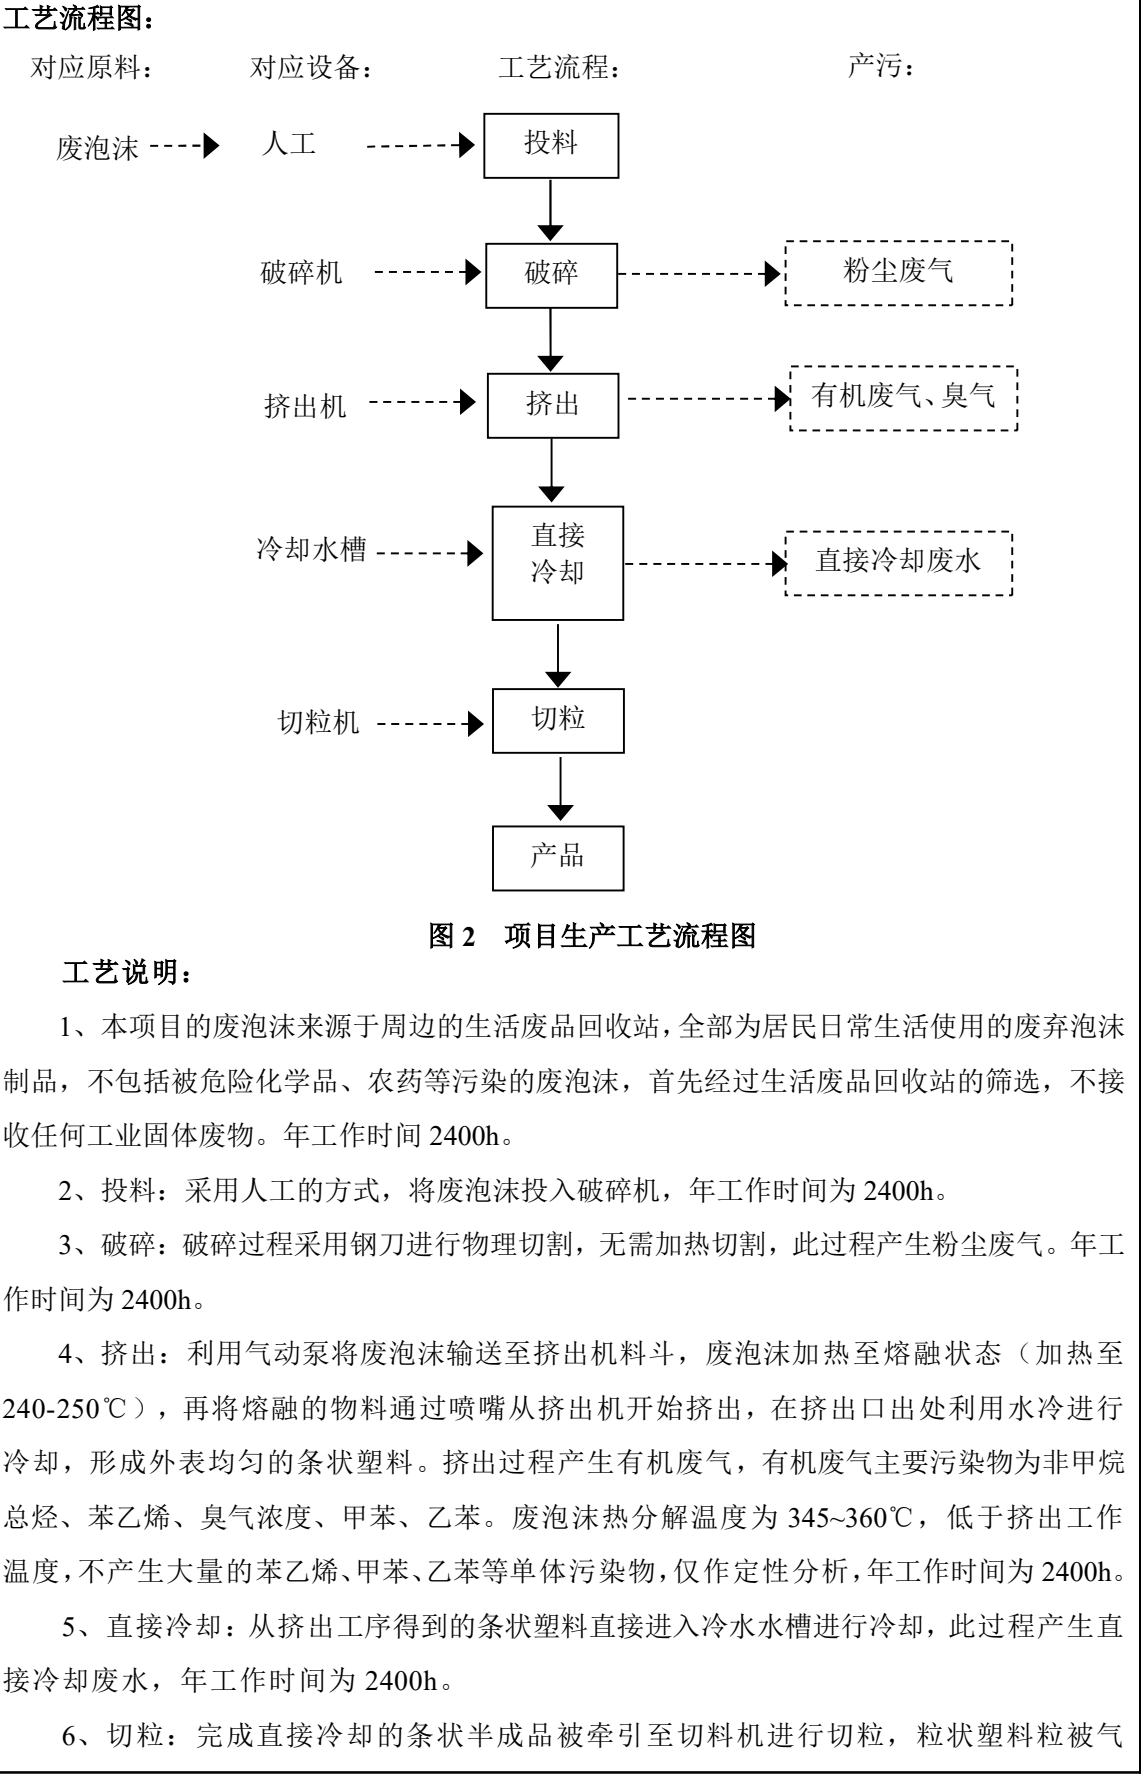 工艺流程图：
对应原料： 对应设备： 工艺流程： 产污：
废泡沫 人工 投料
破碎机 破碎 粉尘废气
挤出机 挤出 有机废气、臭气
冷却水槽 直接冷却 直接冷却废水
切粒机 切粒
产品
图 2 项目生产工艺流程图
工艺说明：
1、本项目的废泡沫来源于周边的生活废品回收站，全部为居民日常生活使用的废弃泡沫
制品，不包括被危险化学品、农药等污染的废泡沫，首先经过生活废品回收站的筛选，不接
收任何工业固体废物。年工作时间 2400h。
2、投料：采用人工的方式，将废泡沫投入破碎机，年工作时间为 2400h。
3、破碎：破碎过程采用钢刀进行物理切割，无需加热切割，此过程产生粉尘废气。年工
作时间为 2400h。
4、挤出：利用气动泵将废泡沫输送至挤出机料斗，废泡沫加热至熔融状态（加热至
240-250℃），再将熔融的物料通过喷嘴从挤出机开始挤出，在挤出口出处利用水冷进行
冷却，形成外表均匀的条状塑料。挤出过程产生有机废气，有机废气主要污染物为非甲烷
总烃、苯乙烯、臭气浓度、甲苯、乙苯。废泡沫热分解温度为 345~360℃，低于挤出工作
温度，不产生大量的苯乙烯、甲苯、乙苯等单体污染物，仅作定性分析，年工作时间为 2400h。
5、直接冷却：从挤出工序得到的条状塑料直接进入冷水水槽进行冷却，此过程产生直
接冷却废水，年工作时间为 2400h。
6、切粒：完成直接冷却的条状半成品被牵引至切料机进行切粒，粒状塑料粒被气